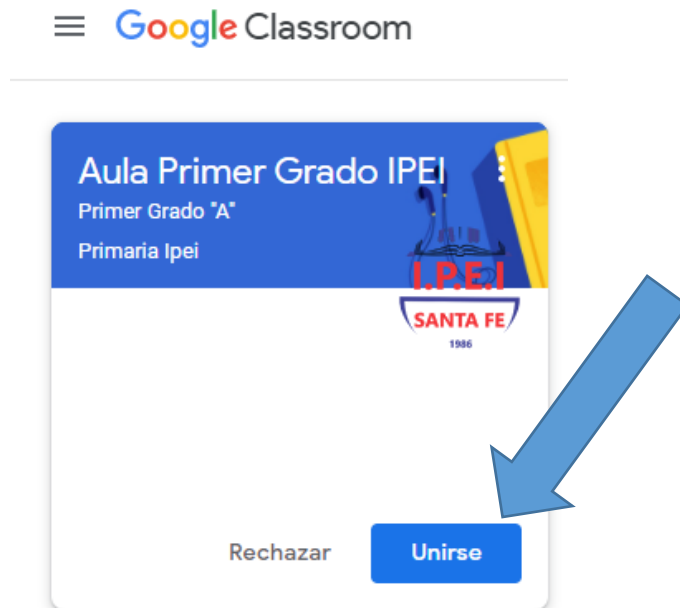 Google Classroom
Aula Primer Grado IPEI
Primer Grado "A"
Primaria Ipei
I.P.E.I
SANTA FE
1986
Rechazar
Unirse